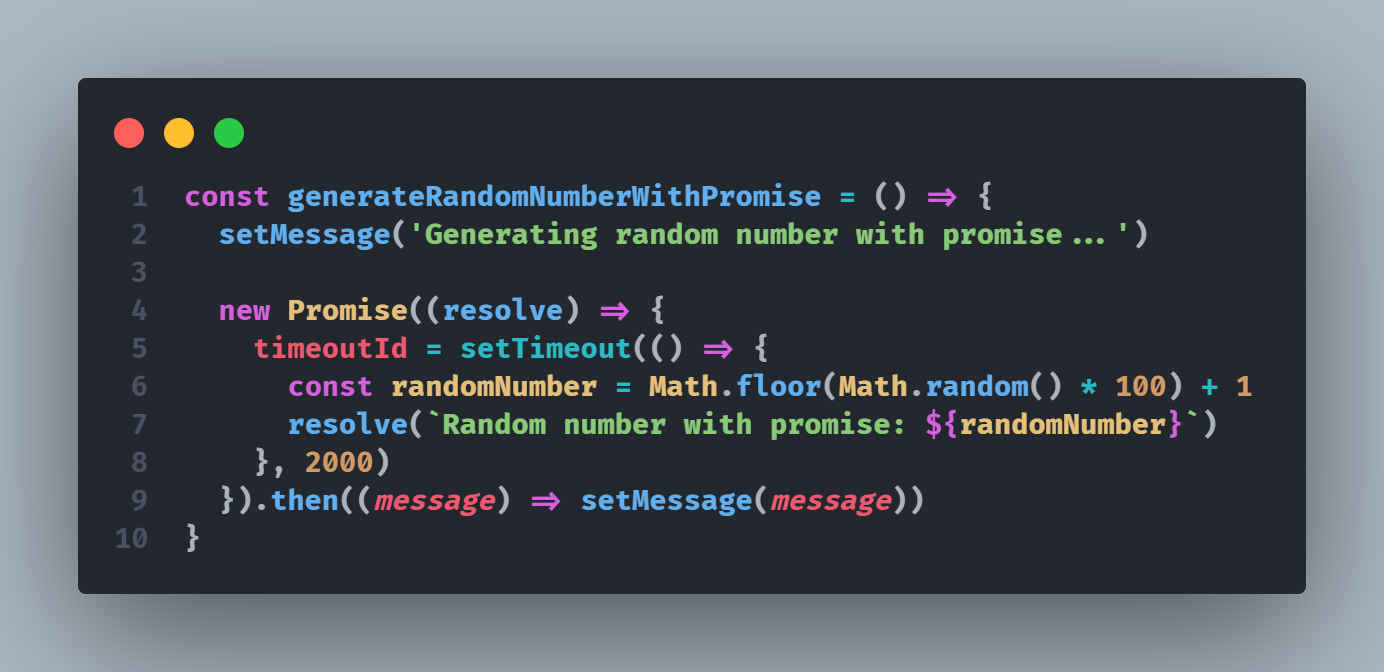 1 const generateRandomNumberWithPromise = () => {
2   setMessage('Generating random number with promise...')
3
4   new Promise((resolve) => {
5     timeoutId = setTimeout(() => {
6       const randomNumber = Math.floor(Math.random() * 100) + 1
7       resolve(`Random number with promise: ${randomNumber}`)
8     }, 2000)
9   }).then((message) => setMessage(message))
10 }